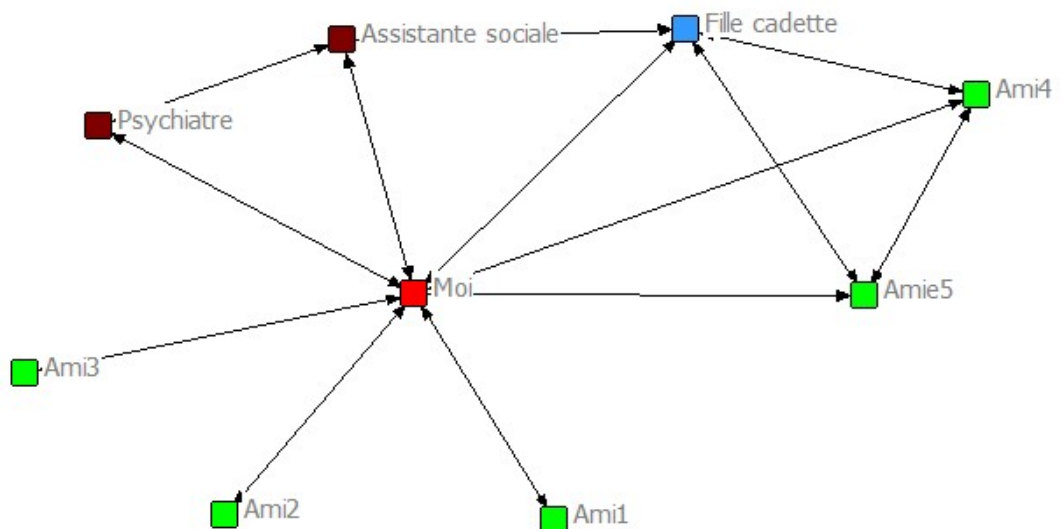 Fille cadette
Assistante sociale
Ami4
Psychiatre
Moi
Amie5
Ami3
Ami2
Ami1